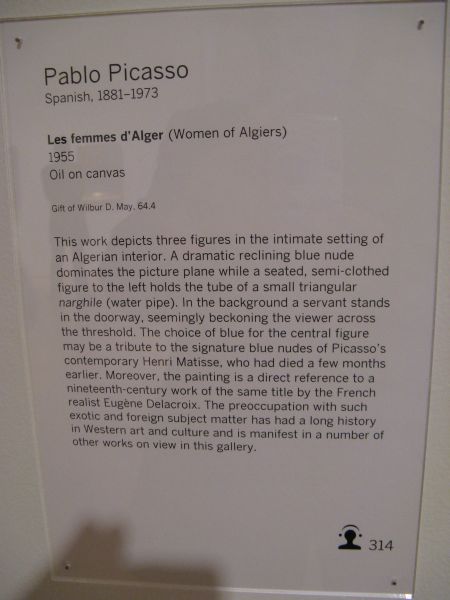 Pablo Picasso
Spanish, 1881–1973
Les femmes d'Alger (Women of Algiers)
1955
Oil on canvas
Gift of Wilbur D. May, 64.4
This work depicts three figures in the intimate setting of
an Algerian interior. A dramatic reclining blue nude
dominates the picture plane while a seated, semi-clothed
figure to the left holds the tube of a small triangular
narghile (water pipe). In the background a servant stands
in the doorway, seemingly beckoning the viewer across
the threshold. The choice of blue for the central figure
may be a tribute to the signature blue nudes of Picasso's
contemporary Henri Matisse, who had died a few months
earlier. Moreover, the painting is a direct reference to a
nineteenth-century work of the same title by the French
realist Eugène Delacroix. The preoccupation with such
exotic and foreign subject matter has had a long history
in Western art and culture and is manifest in a number of
other works on view in this gallery.
314